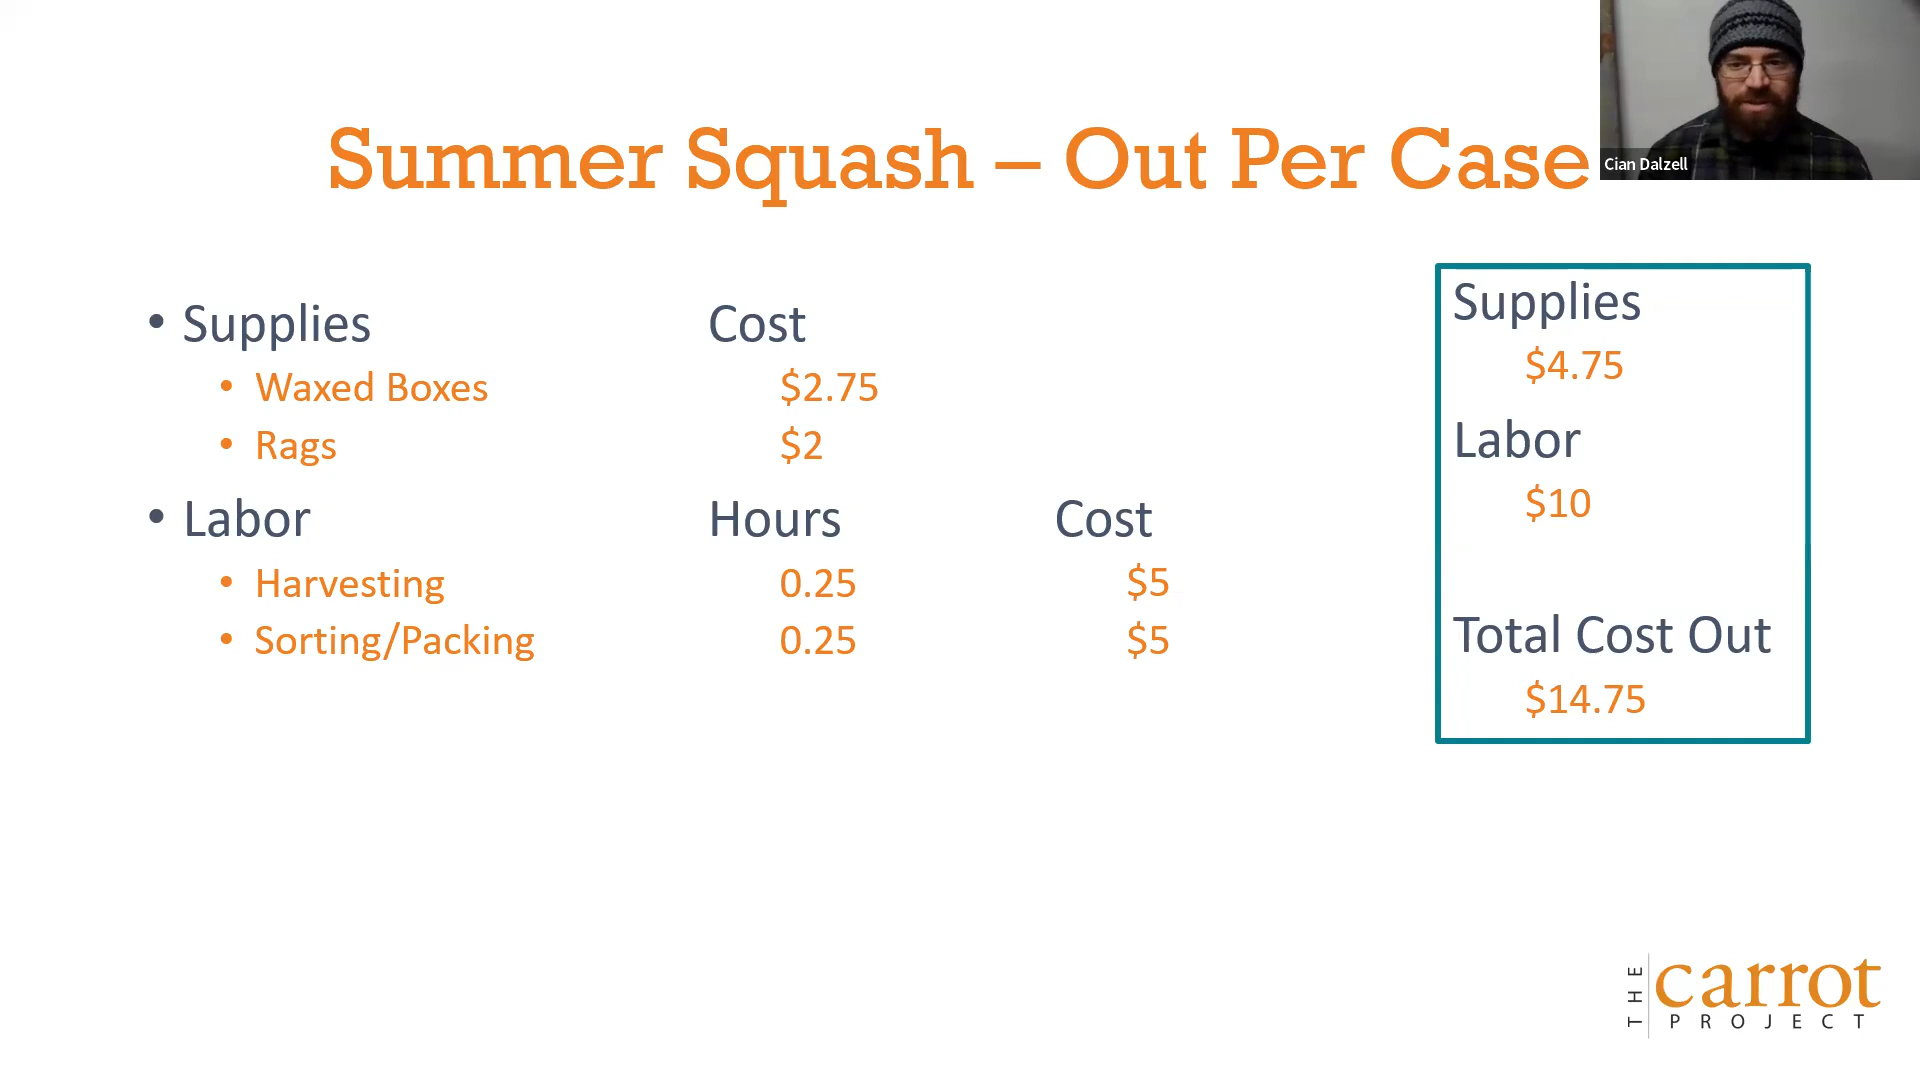 Summer Squash – Out Per Case
Cian Dalzell
• Supplies Cost
• Waxed Boxes $2.75
• Rags $2
• Labor Hours Cost
• Harvesting 0.25 $5
• Sorting/Packing 0.25 $5
Supplies
$4.75
Labor
$10
Total Cost Out
$14.75
THE
carrot
PROJECT